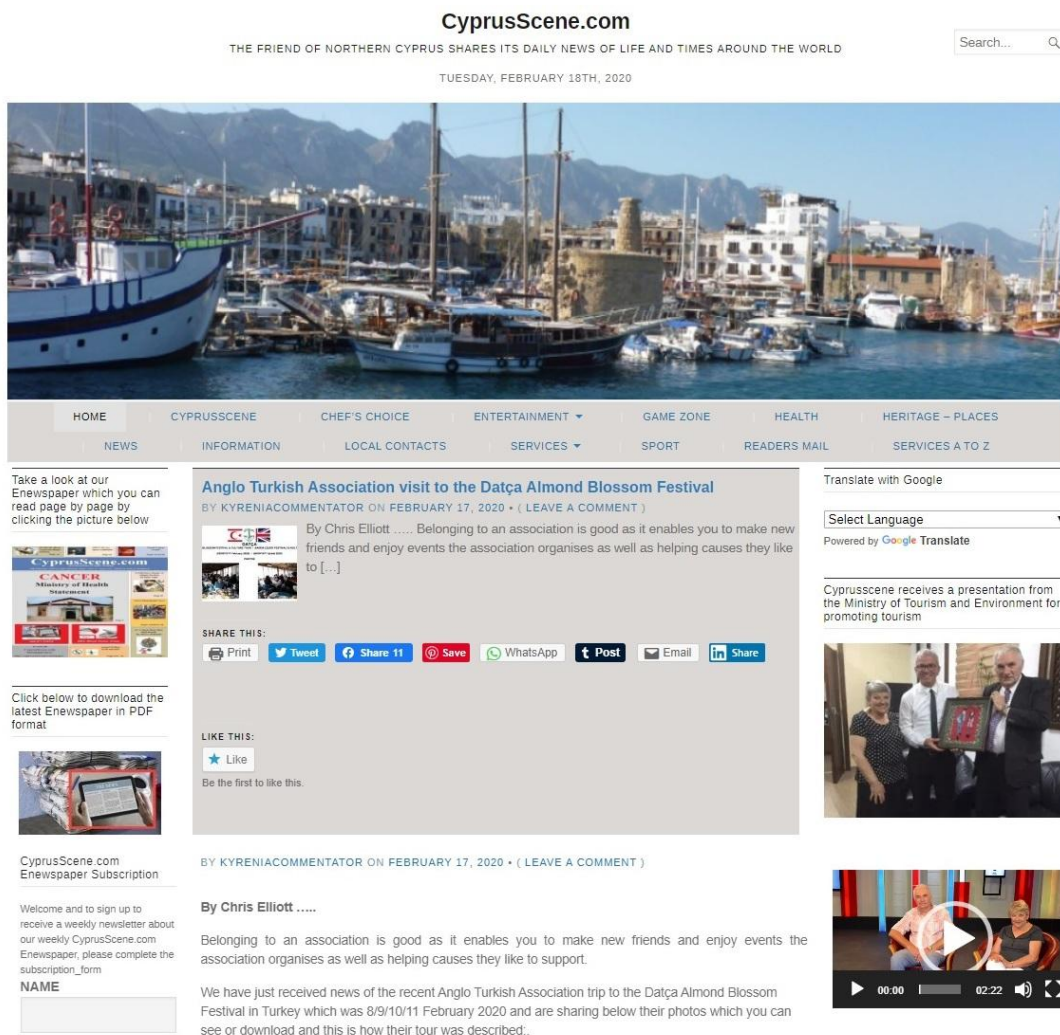 CyprusScene.com
THE FRIEND OF NORTHERN CYPRUS SHARES ITS DAILY NEWS OF LIFE AND TIMES AROUND THE WORLD
Search...
TUESDAY, FEBRUARY 18TH, 2020
HOME CYPRUSSCENE CHEF'S CHOICE ENTERTAINMENT GAME ZONE HEALTH HERITAGE – PLACES
NEWS INFORMATION LOCAL CONTACTS SERVICES SPORT READERS MAIL SERVICES A TO Z
Take a look at our
Enewspaper which you can
read page by page by
clicking the picture below
CyprusScene.com
CANCER
Ministry of Health
Statement
Click below to download the
latest Enewspaper in PDF
format
CyprusScene.com
Enewspaper Subscription
Welcome and to sign up to
receive a weekly newsletter about
our weekly CyprusScene.com
Enewspaper, please complete the
subscription_form
NAME
Anglo Turkish Association visit to the Datça Almond Blossom Festival
BY KYRENIACOMMENTATOR ON FEBRUARY 17, 2020 • ( LEAVE A COMMENT )
DATÇA
By Chris Elliott ..... Belonging to an association is good as it enables you to make new
friends and enjoy events the association organises as well as helping causes they like
to […]
SHARE THIS:
Print Tweet Share 11 Save WhatsApp Post Email Share
LIKE THIS:
Like
Be the first to like this.
BY KYRENIACOMMENTATOR ON FEBRUARY 17, 2020 • ( LEAVE A COMMENT )
By Chris Elliott .....
Belonging to an association is good as it enables you to make new friends and enjoy events the
association organises as well as helping causes they like to support.
We have just received news of the recent Anglo Turkish Association trip to the Datça Almond Blossom
Festival in Turkey which was 8/9/10/11 February 2020 and are sharing below their photos which you can
see or download and this is how their tour was described:.
Translate with Google
Select Language
Powered by Google Translate
Cyprusscene receives a presentation from
the Ministry of Tourism and Environment for
promoting tourism
00:00 02:22